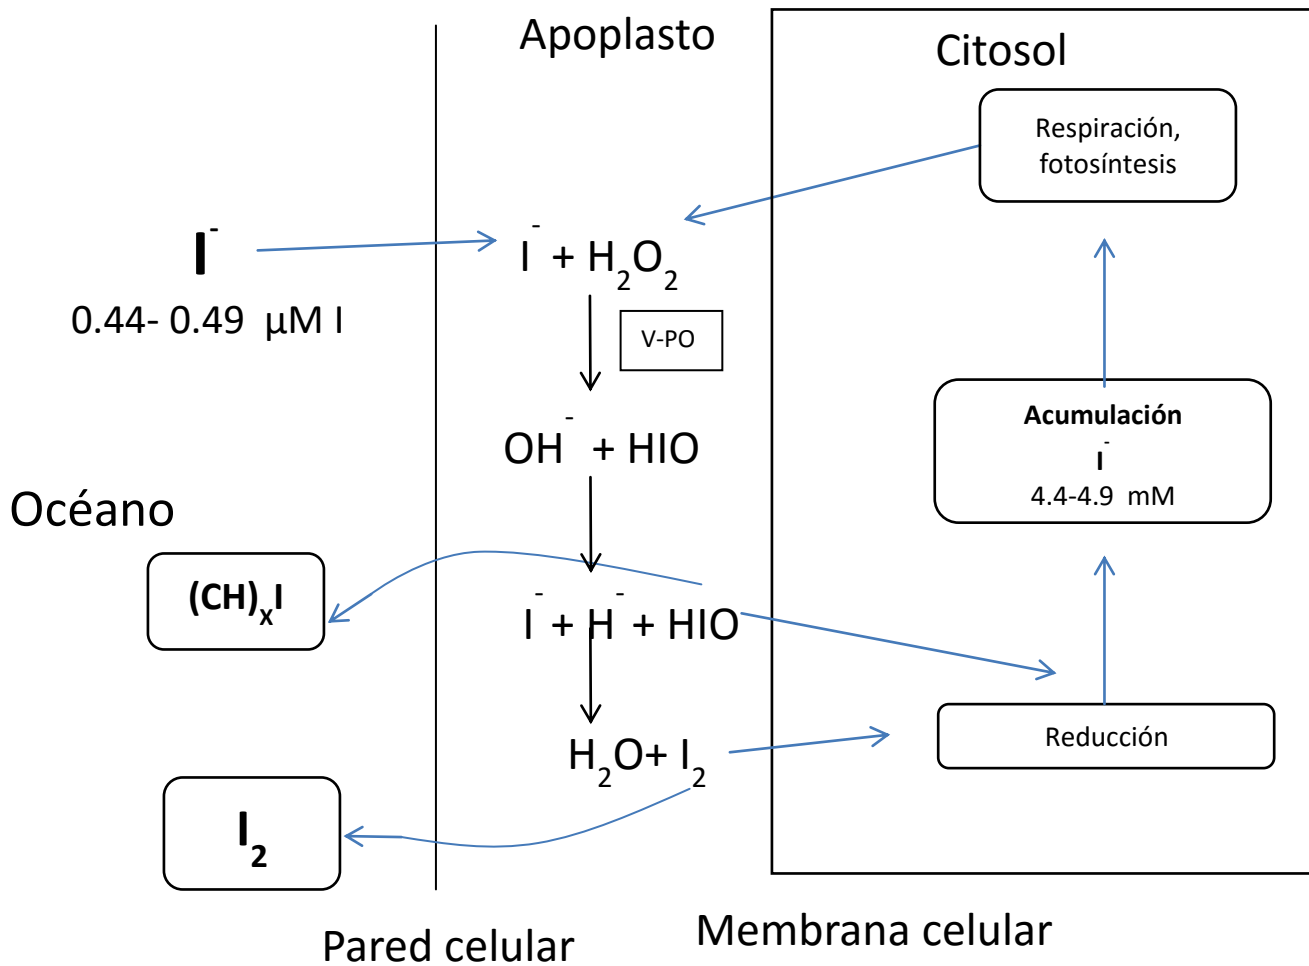 Apoplasto
Citosol
Respiración,
fotosíntesis
I⁻
0.44- 0.49 µM I
I⁻ + H₂O₂
V-PO
OH⁻ + HIO
Acumulación
I⁻
4.4-4.9 mM
Océano
(CH)ₓI
I⁻ + H⁻ + HIO
Reducción
H₂O+ I₂
I₂
Pared celular
Membrana celular